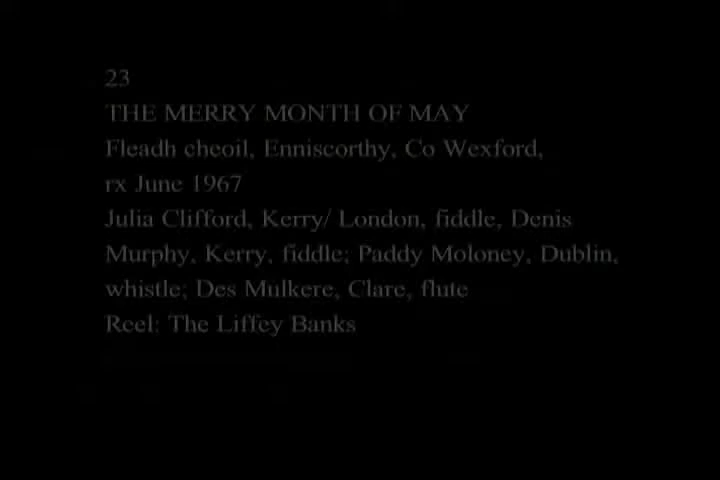 23
THE MERRY MONTH OF MAY
Fleadh cheoil, Enniscorthy, Co Wexford,
rx June 1967
Julia Clifford, Kerry/ London, fiddle, Denis
Murphy, Kerry, fiddle; Paddy Moloney, Dublin,
whistle; Des Mulkere, Clare, flute
Reel: The Liffey Banks